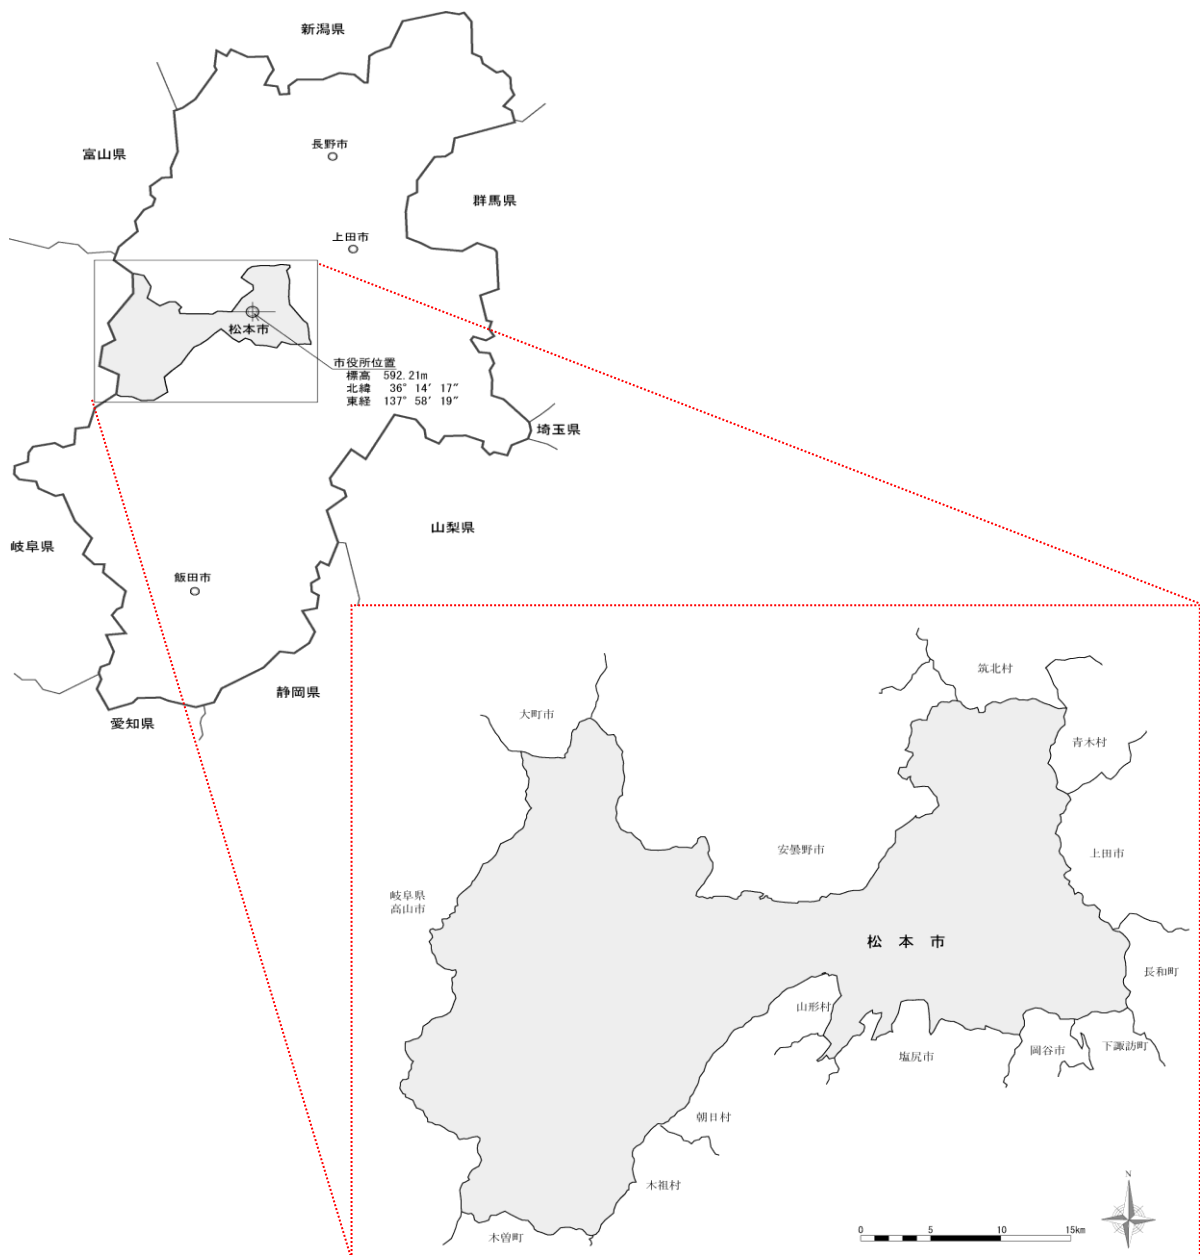 新潟県
長野市
富山県
群馬県
上田市
松本市
市役所位置
標高 592.21m
北緯 36° 14′ 17″
東経 137° 58′ 19″
埼玉県
山梨県
岐阜県
飯田市
静岡県
愛知県
筑北村
大町市
青木村
安曇野市
上田市
岐阜県
高山市
松本市
長和町
山形村
塩尻市
岡谷市
下諏訪町
朝日村
木祖村
木曽町
N
0 5 10 15km